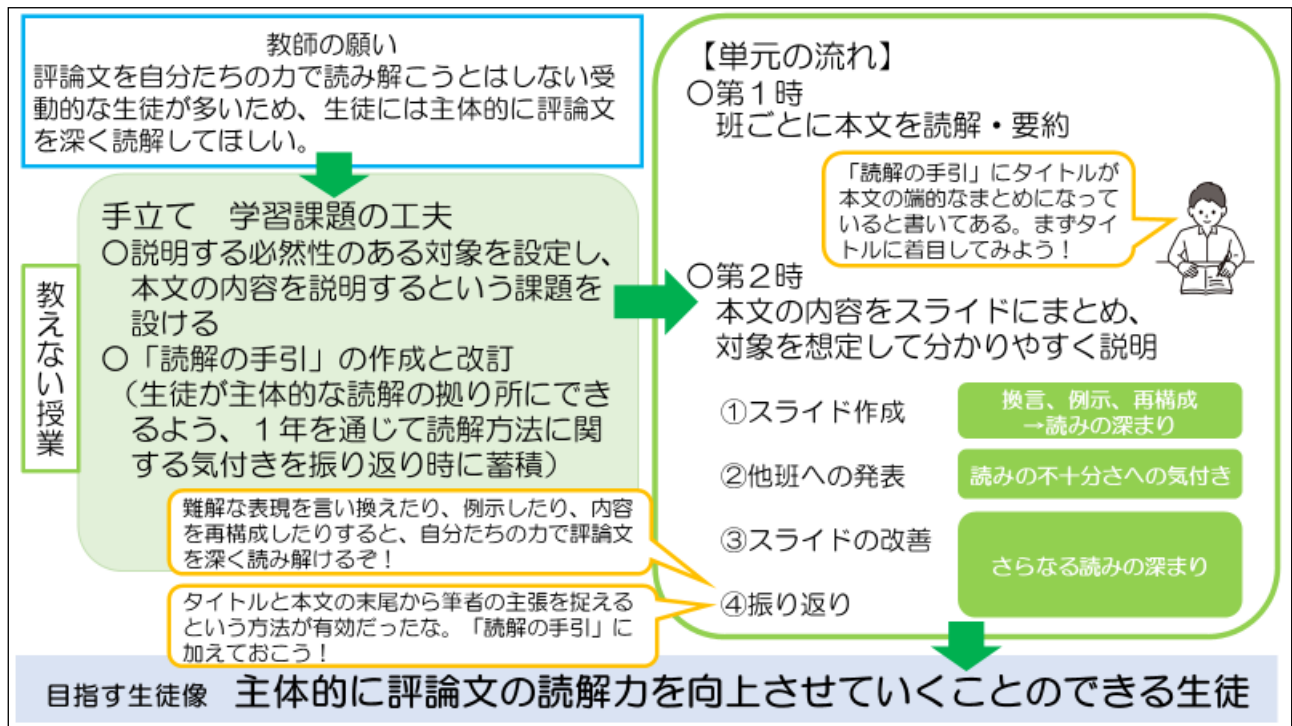 教師の願い
評論文を自分たちの力で読み解こうとはしない受
動的な生徒が多いため、生徒には主体的に評論文
を深く読解してほしい。
教えない授業
手立て　学習課題の工夫
〇説明する必然性のある対象を設定し、
本文の内容を説明するという課題を
設ける
〇「読解の手引」の作成と改訂
（生徒が主体的な読解の拠り所にでき
るよう、１年を通じて読解方法に関
する気付きを振り返り時に蓄積）
難解な表現を言い換えたり、例示したり、内容
を再構成したりすると、自分たちの力で評論文
を深く読み解けるぞ！
タイトルと本文の末尾から筆者の主張を捉える
という方法が有効だったな。「読解の手引」に
加えておこう！
【単元の流れ】
〇第１時
班ごとに本文を読解・要約
「読解の手引」にタイトルが
本文の端的なまとめになって
いると書いてある。まずタイ
トルに着目してみよう！
〇第２時
本文の内容をスライドにまとめ、
対象を想定して分かりやすく説明
①スライド作成
換言、例示、再構成
→読みの深まり
②他班への発表
読みの不十分さへの気付き
③スライドの改善
さらなる読みの深まり
④振り返り
目指す生徒像　主体的に評論文の読解力を向上させていくことのできる生徒